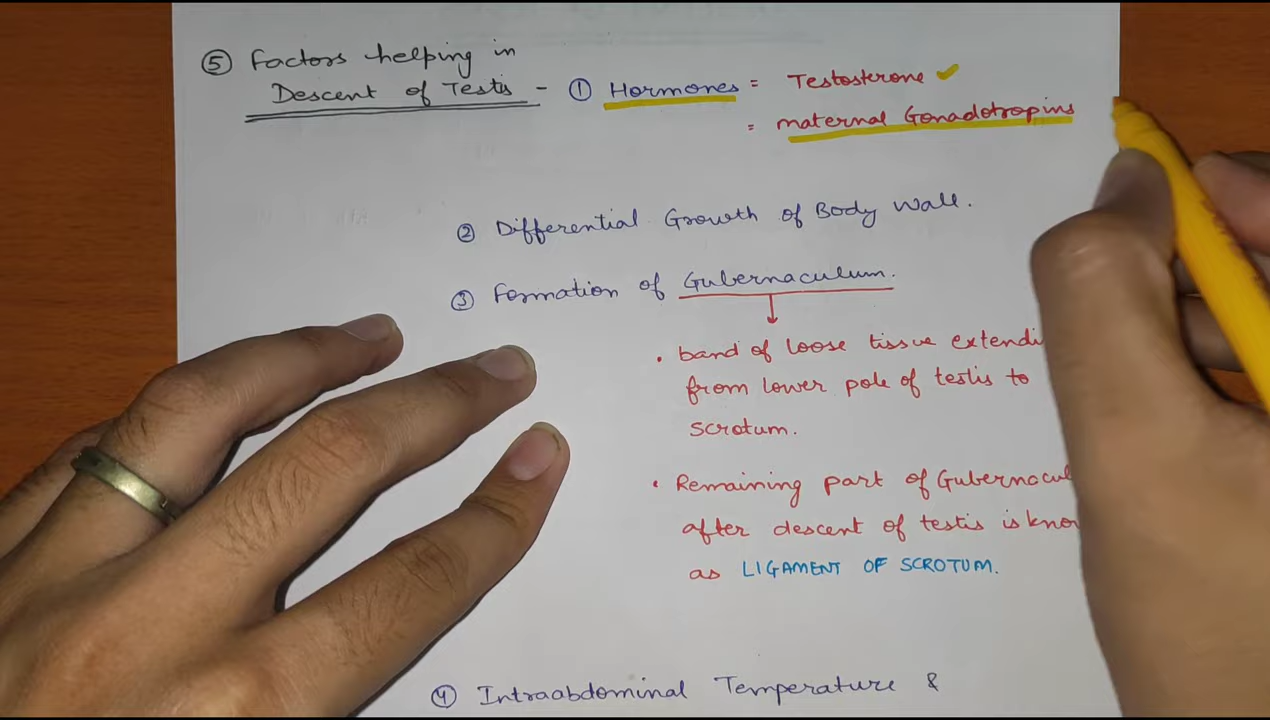 ⑤ Factors helping in
Descent of Testis - ① Hormones = Testosterone ✓
= maternal Gonadotropins
② Differential Growth of Body wall.
③ Formation of Gubernaculum.
↓
• band of loose tissue extendi
from lower pole of testis to
scrotum.
• Remaining part of Gubernacul
after descent of testis is know
as LIGAMENT OF SCROTUM.
④ Intraabdominal Temperature &